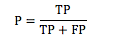 P = TP / (TP + FP)